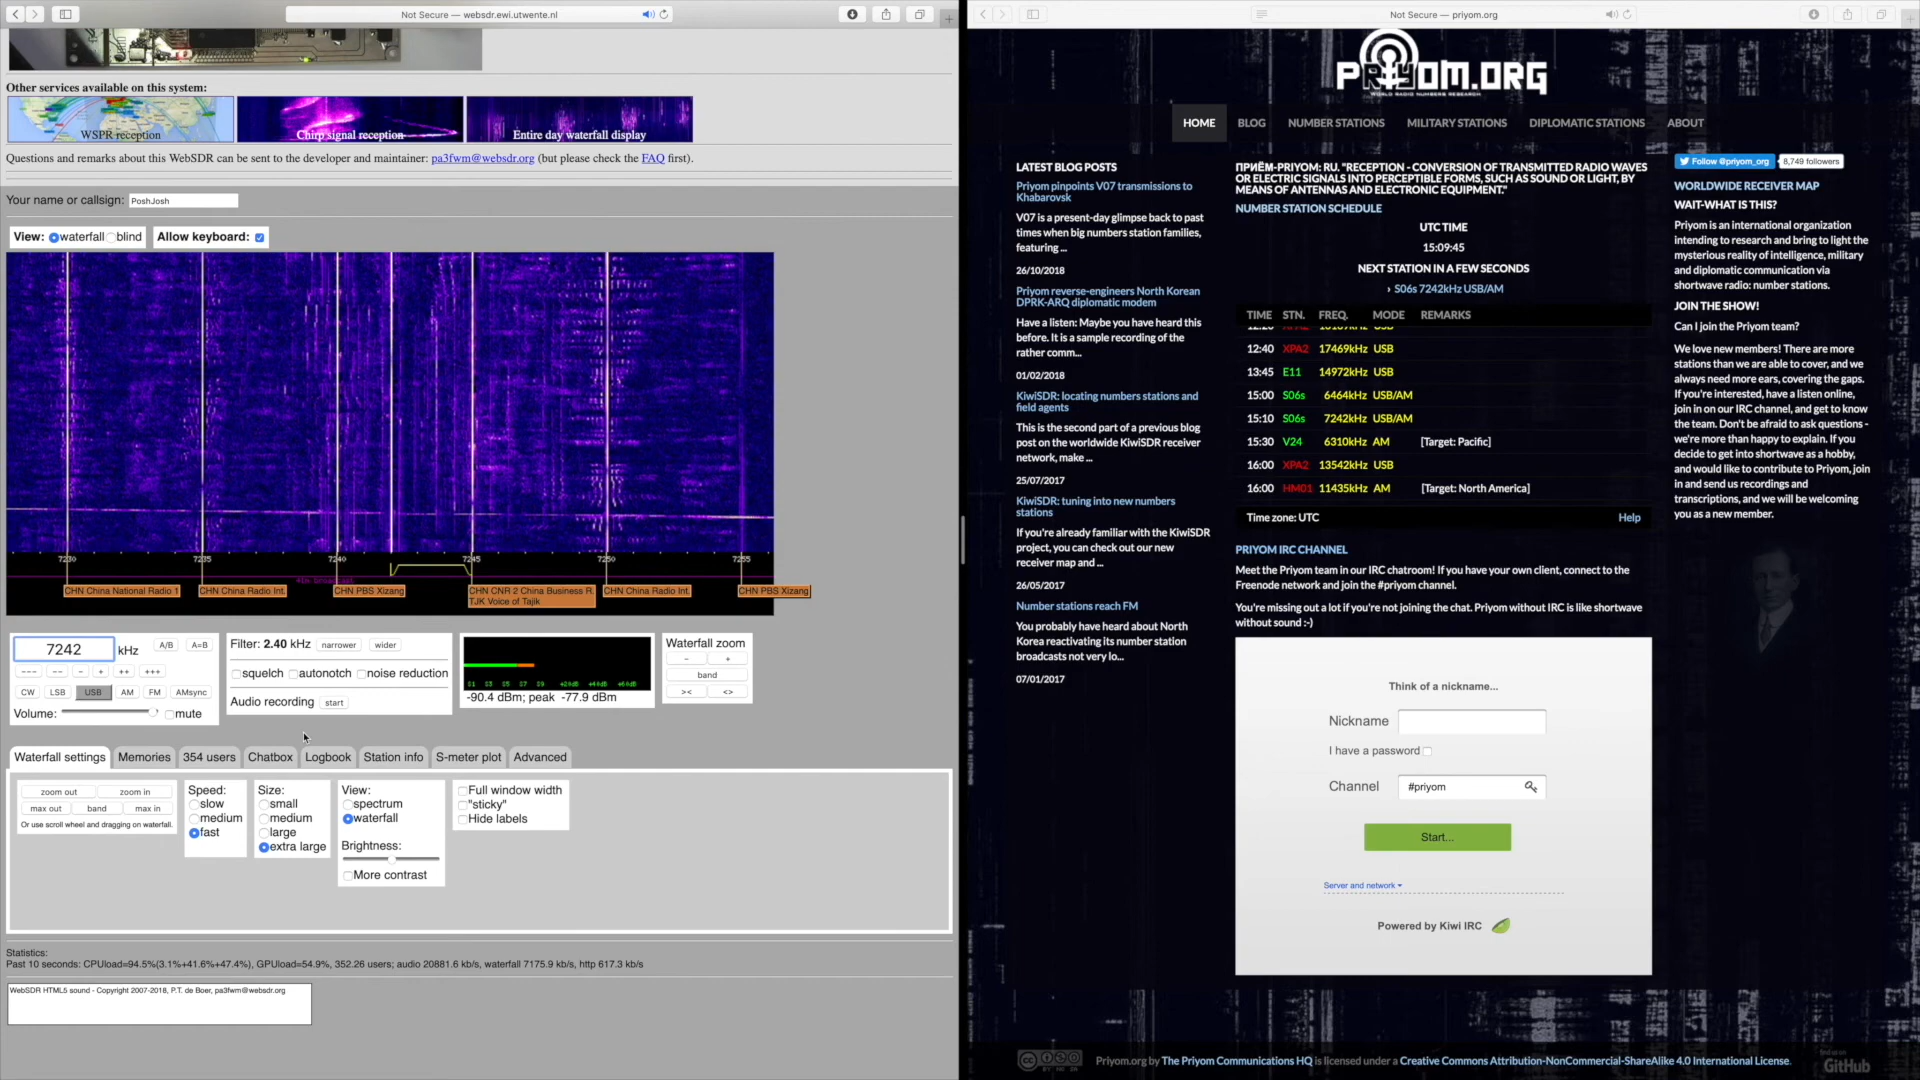 Not Secure — websdr.ewi.utwente.nl
Other services available on this system:
WSPR reception
Chirp signal reception
Entire day waterfall display
Questions and remarks about this WebSDR can be sent to the developer and maintainer: pa3fwm@websdr.org (but please check the FAQ first).
Your name or callsign: PoshJosh
View: waterfall blind Allow keyboard:
7230 7235 7240 7245 7250 7255
CHN China National Radio 1
CHN China Radio Int.
CHN PBS Xizang
CHN CNR 2 China Business R.
TJK Voice of Tajik
CHN China Radio Int.
CHN PBS Xizang
7242 kHz A/B A=B
--- -- - + ++ +++
CW LSB USB AM FM AMsync
Volume: mute
Filter: 2.40 kHz narrower wider
squelch autonotch noise reduction
Audio recording start
S1 S3 S5 S7 S9 +20dB +40dB +60dB
-90.4 dBm; peak -77.9 dBm
Waterfall zoom
- +
band
>< <>
Waterfall settings Memories 354 users Chatbox Logbook Station info S-meter plot Advanced
zoom out zoom in
max out band max in
Or use scroll wheel and dragging on waterfall.
Speed:
slow
medium
fast
Size:
small
medium
large
extra large
View:
spectrum
waterfall
Brightness:
More contrast
Full window width
"sticky"
Hide labels
Statistics:
Past 10 seconds: CPUload=94.5%(3.1%+41.6%+47.4%), GPUload=54.9%, 352.26 users; audio 20881.6 kb/s, waterfall 7175.9 kb/s, http 617.3 kb/s
WebSDR HTML5 sound - Copyright 2007-2018, P.T. de Boer, pa3fwm@websdr.org
Not Secure — priyom.org
PRIYOM.ORG
WORLD RADIO NUMBERS RESEARCH
HOME BLOG NUMBER STATIONS MILITARY STATIONS DIPLOMATIC STATIONS ABOUT
LATEST BLOG POSTS
Priyom pinpoints V07 transmissions to
Khabarovsk
V07 is a present-day glimpse back to past
times when big numbers station families,
featuring ...
26/10/2018
Priyom reverse-engineers North Korean
DPRK-ARQ diplomatic modem
Have a listen: Maybe you have heard this
before. It is a sample recording of the
rather comm...
01/02/2018
KiwiSDR: locating numbers stations and
field agents
This is the second part of a previous blog
post on the worldwide KiwiSDR receiver
network, make ...
25/07/2017
KiwiSDR: tuning into new numbers
stations
If you're already familiar with the KiwiSDR
project, you can check out our new
receiver map and ...
26/05/2017
Number stations reach FM
You probably have heard about North
Korea reactivating its number station
broadcasts not very lo...
07/01/2017
ПРИЁМ-PRIYOM: RU. "RECEPTION - CONVERSION OF TRANSMITTED RADIO WAVES
OR ELECTRIC SIGNALS INTO PERCEPTIBLE FORMS, SUCH AS SOUND OR LIGHT, BY
MEANS OF ANTENNAS AND ELECTRONIC EQUIPMENT."
NUMBER STATION SCHEDULE
UTC TIME
15:09:45
NEXT STATION IN A FEW SECONDS
› S06s 7242kHz USB/AM
TIME STN. FREQ. MODE REMARKS
12:40 XPA2 17469kHz USB
13:45 E11 14972kHz USB
15:00 S06s 6464kHz USB/AM
15:10 S06s 7242kHz USB/AM
15:30 V24 6310kHz AM [Target: Pacific]
16:00 XPA2 13542kHz USB
16:00 HM01 11435kHz AM [Target: North America]
Time zone: UTC Help
PRIYOM IRC CHANNEL
Meet the Priyom team in our IRC chatroom! If you have your own client, connect to the
Freenode network and join the #priyom channel.
You're missing out a lot if you're not joining the chat. Priyom without IRC is like shortwave
without sound :-)
Think of a nickname...
Nickname
I have a password
Channel #priyom
Start...
Server and network
Powered by Kiwi IRC
Follow @priyom_org 8,749 followers
WORLDWIDE RECEIVER MAP
WAIT-WHAT IS THIS?
Priyom is an international organization
intending to research and bring to light the
mysterious reality of intelligence, military
and diplomatic communication via
shortwave radio: number stations.
JOIN THE SHOW!
Can I join the Priyom team?
We love new members! There are more
stations than we are able to cover, and we
always need more ears, covering the gaps.
If you're interested, have a listen online,
join in on our IRC channel, and get to know
the team. Don't be afraid to ask questions -
we're more than happy to explain. If you
decide to get into shortwave as a hobby,
and would like to contribute to Priyom, join
in and send us recordings and
transcriptions, and we will be welcoming
you as a new member.
Priyom.org by The Priyom Communications HQ is licensed under a Creative Commons Attribution-NonCommercial-ShareAlike 4.0 International License.
GitHub